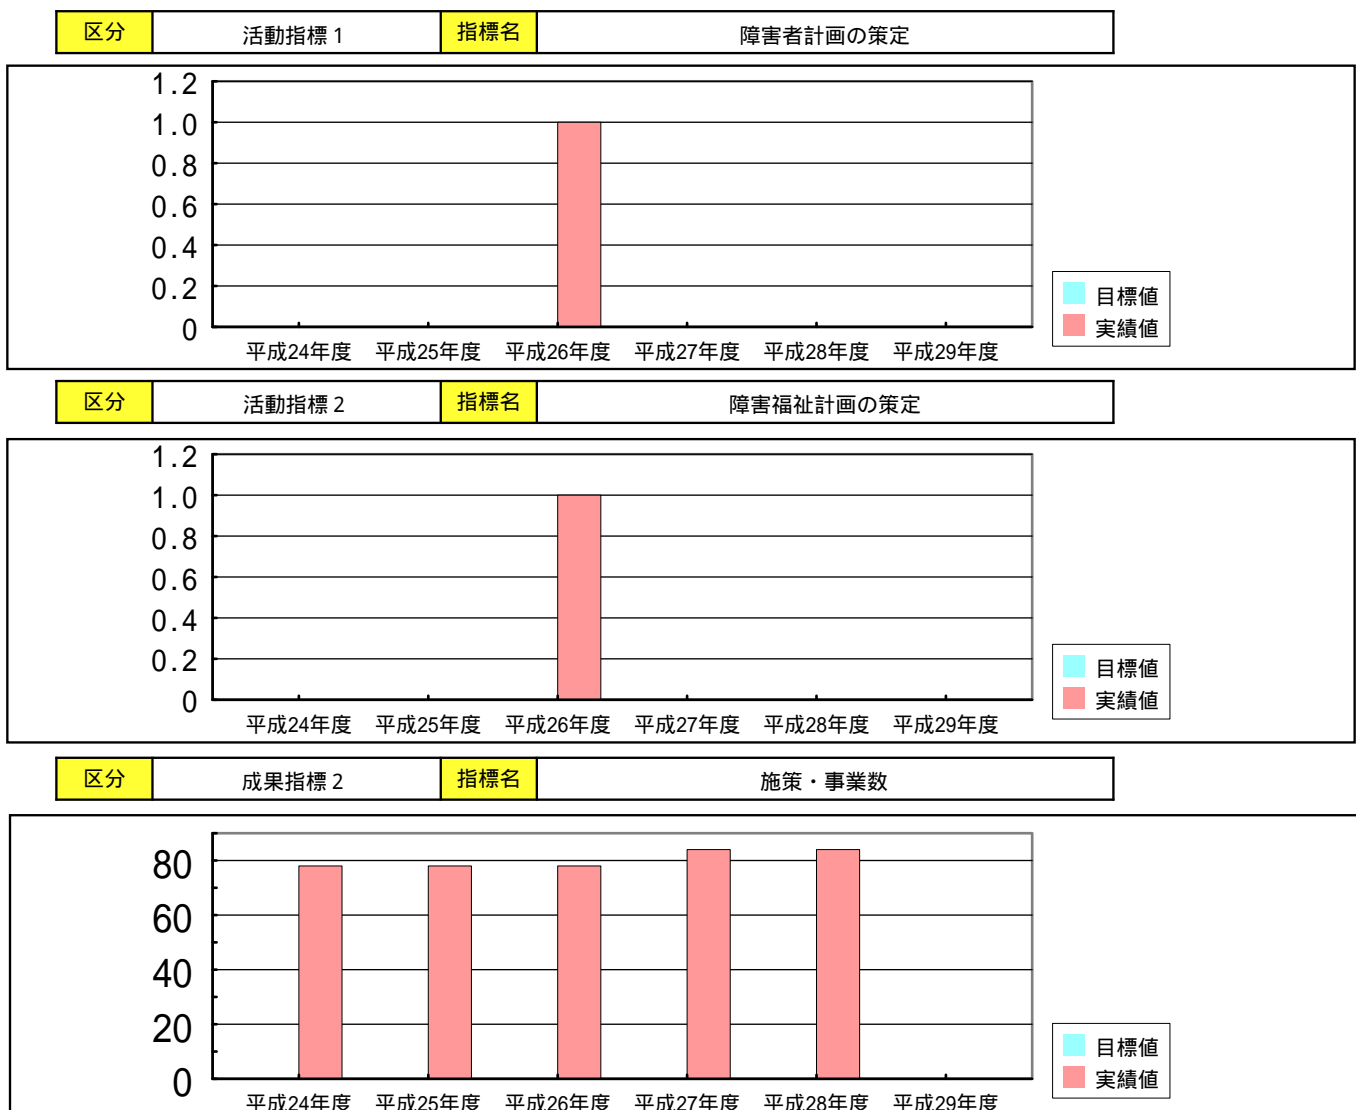 区分 活動指標１ 指標名 障害者計画の策定
1.2
1.0
0.8
0.6
0.4
0.2
0
平成24年度 平成25年度 平成26年度 平成27年度 平成28年度 平成29年度
目標値
実績値
区分 活動指標２ 指標名 障害福祉計画の策定
1.2
1.0
0.8
0.6
0.4
0.2
0
平成24年度 平成25年度 平成26年度 平成27年度 平成28年度 平成29年度
目標値
実績値
区分 成果指標２ 指標名 施策・事業数
80
60
40
20
0
平成24年度 平成25年度 平成26年度 平成27年度 平成28年度 平成29年度
目標値
実績値